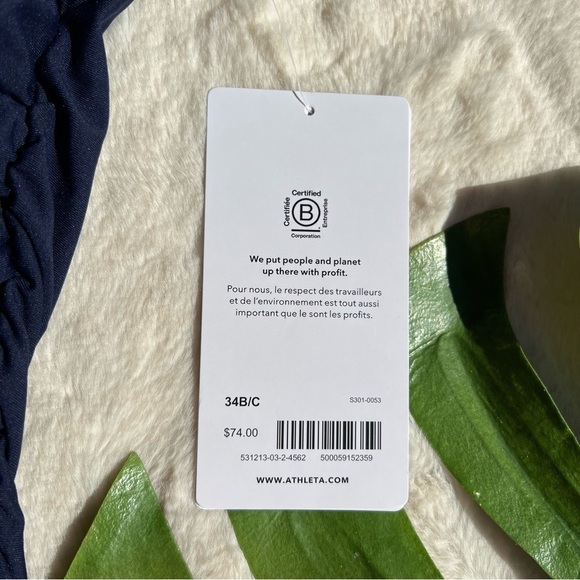 Certified
Certifiée
B
Entreprise
Corporation
We put people and planet
up there with profit.
Pour nous, le respect des travailleurs
et de l'environnement est tout aussi
important que le sont les profits.
34B/C S301-0053
$74.00
531213-03-2-4562 500059152359
WWW.ATHLETA.COM